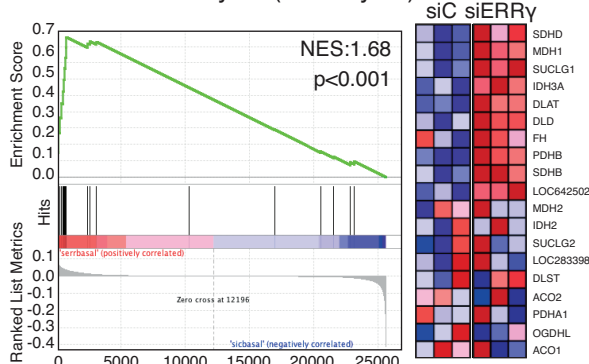 siC siERRγ
0.7
0.6
0.5
0.4
0.3
0.2
0.1
0.0
Enrichment Score
NES:1.68
p<0.001
Hits
'serrbasal' (positively correlated)
Zero cross at 12196
'sicbasal' (negatively correlated)
0.1
0.0
-0.1
-0.2
-0.3
-0.4
Ranked List Metrics
0 5000 10000 15000 20000 25000
SDHD
MDH1
SUCLG1
IDH3A
DLAT
DLD
FH
PDHB
SDHB
LOC642502
MDH2
IDH2
SUCLG2
LOC283398
DLST
ACO2
PDHA1
OGDHL
ACO1